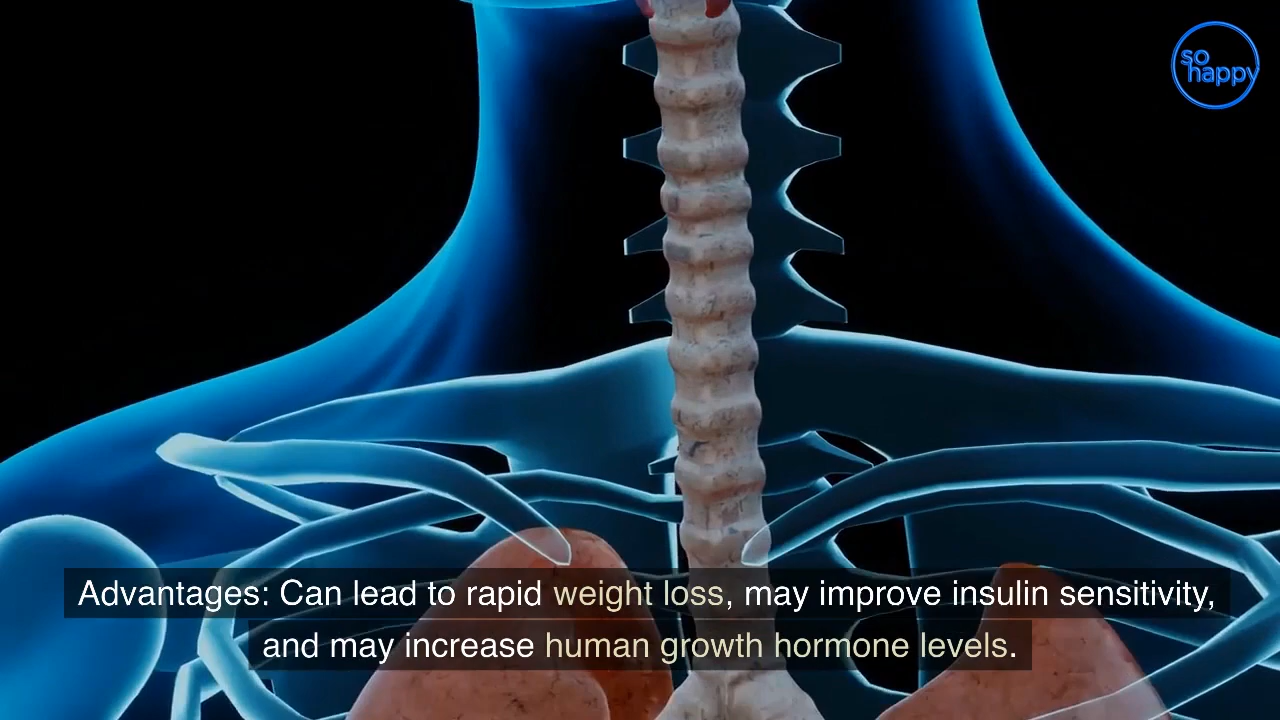 so
happy
Advantages: Can lead to rapid weight loss, may improve insulin sensitivity,
and may increase human growth hormone levels.